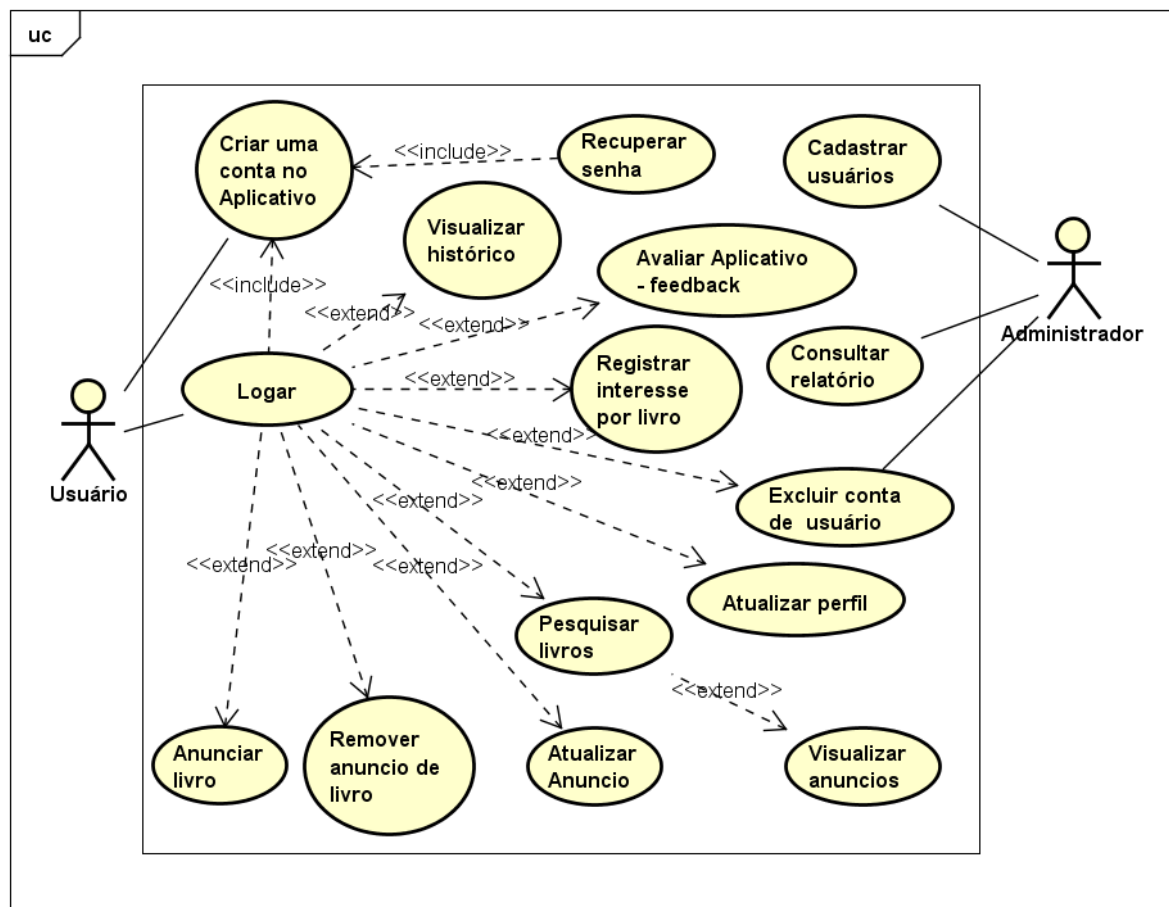 uc
Criar uma
conta no
Aplicativo
<<include>>
Recuperar
senha
Cadastrar
usuários
Visualizar
histórico
Avaliar Aplicativo
- feedback
<<include>>
<<extend>>
<<extend>>
Administrador
Logar
<<extend>>
Registrar
interesse
por livro
Consultar
relatório
Usuário
<<extend>>
<<extend>>
<<extend>>
Excluir conta
de usuário
<<extend>>
<<extend>>
<<extend>>
Atualizar perfil
Pesquisar
livros
<<extend>>
Anunciar
livro
Remover
anuncio de
livro
Atualizar
Anuncio
Visualizar
anuncios